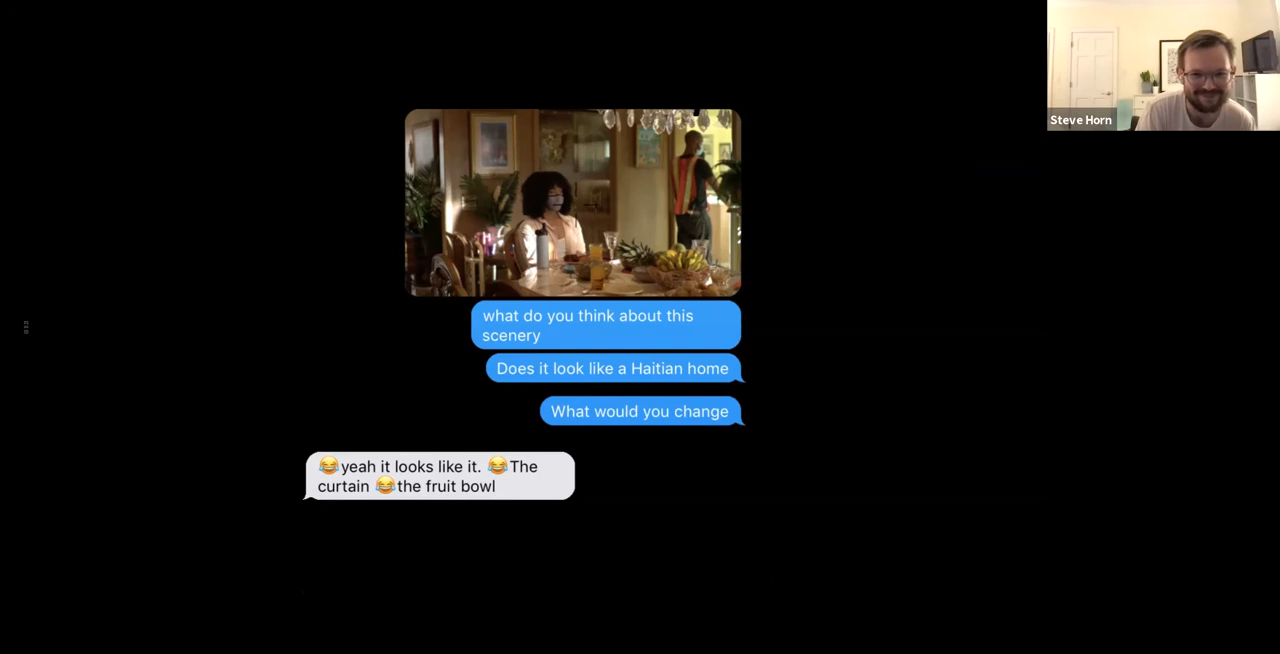 Steve Horn
what do you think about this
scenery
Does it look like a Haitian home
What would you change
😂yeah it looks like it. 😂The
curtain 😂the fruit bowl